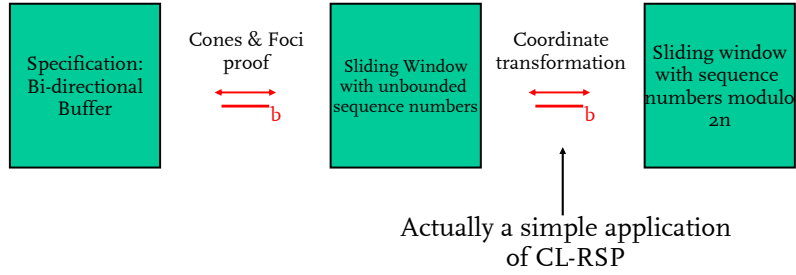 Specification:
Bi-directional
Buffer
Cones & Foci
proof
b
Sliding Window
with unbounded
sequence numbers
Coordinate
transformation
b
Sliding window
with sequence
numbers modulo
2n
Actually a simple application
of CL-RSP